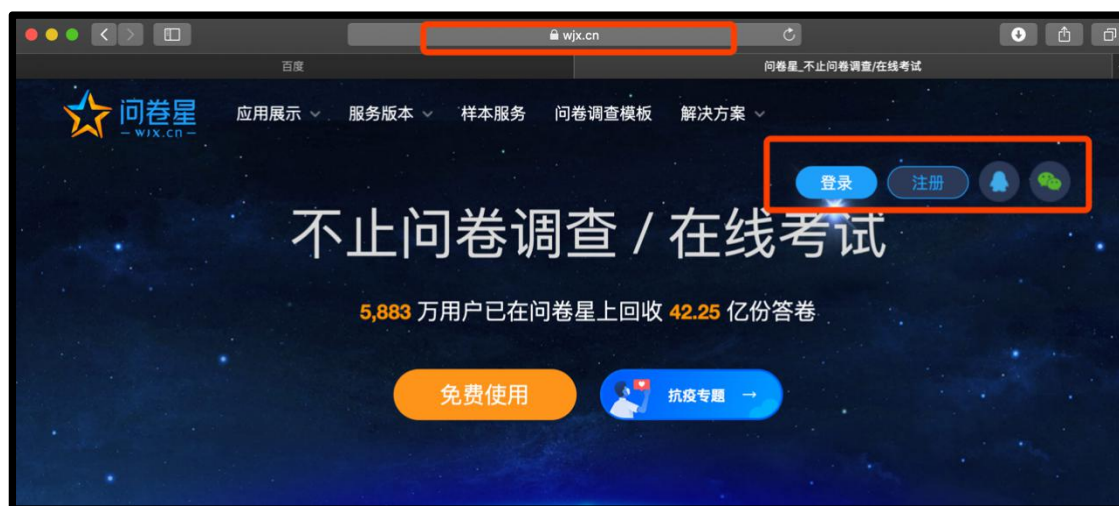 wjx.cn
百度
问卷星_不止问卷调查/在线考试
问卷星
wjx.cn
应用展示 服务版本 样本服务 问卷调查模板 解决方案
登录 注册
不止问卷调查 / 在线考试
5,883 万用户已在问卷星上回收 42.25 亿份答卷
免费使用 抗疫专题 →